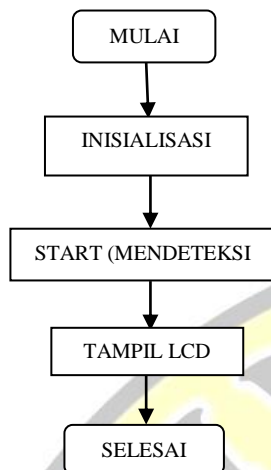 MULAI
INISIALISASI
START (MENDETEKSI
TAMPIL LCD
SELESAI